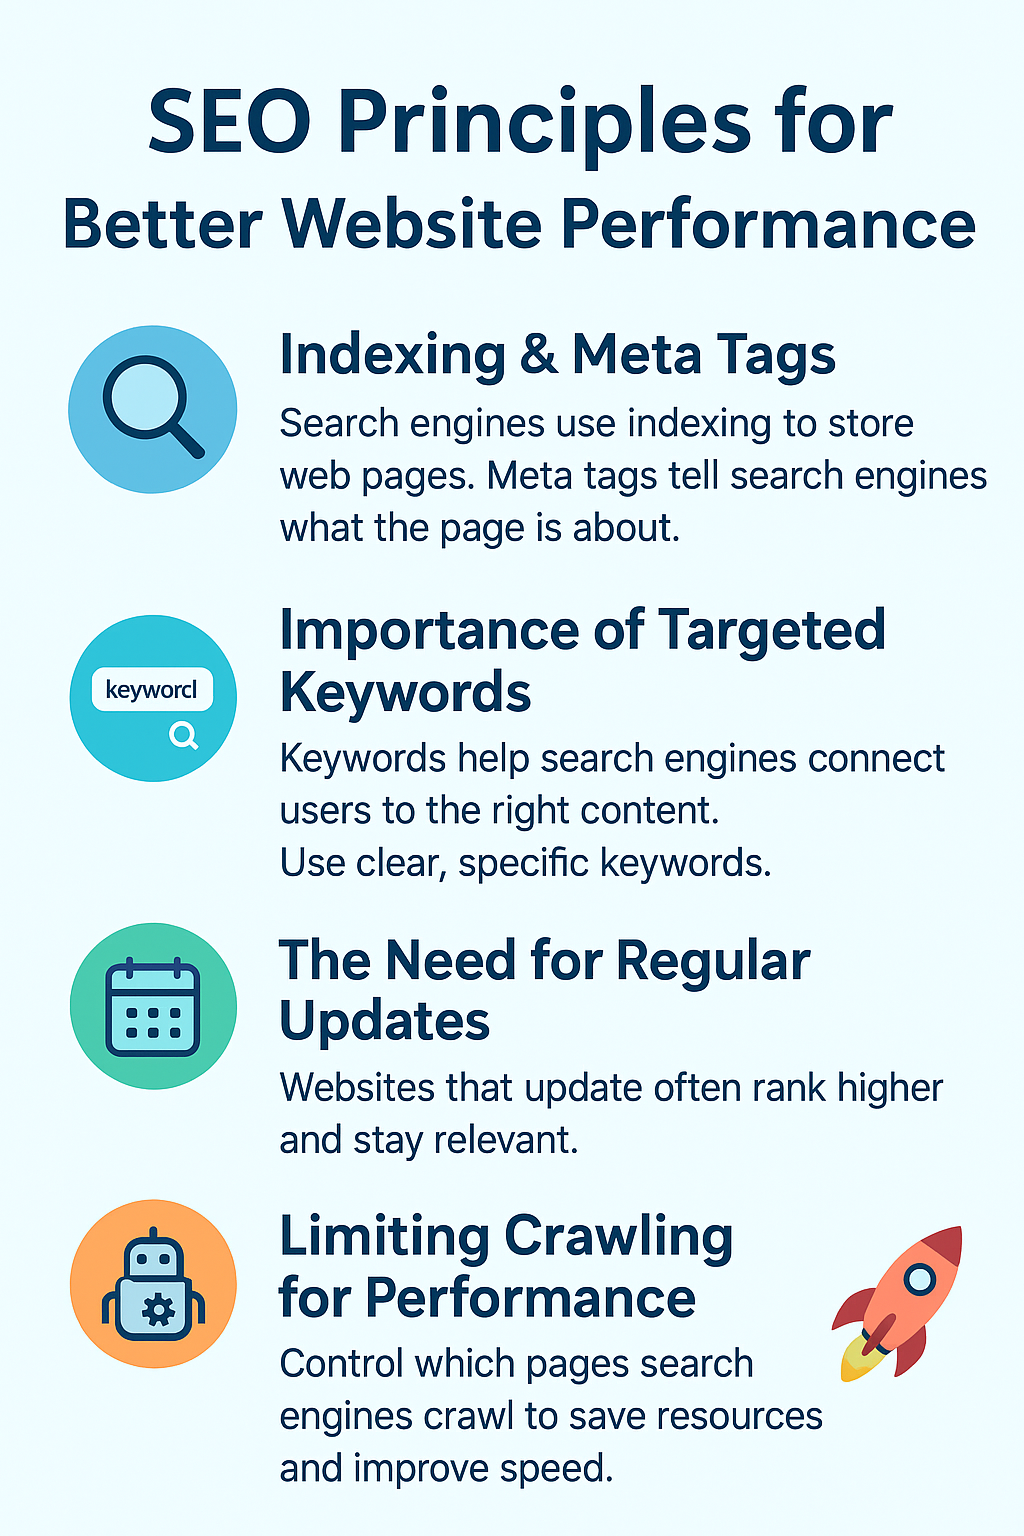 SEO Principles for
Better Website Performance
Indexing & Meta Tags
Search engines use indexing to store
web pages. Meta tags tell search engines
what the page is about.
Importance of Targeted
Keywords
keyworcl
Keywords help search engines connect
users to the right content.
Use clear, specific keywords.
The Need for Regular
Updates
Websites that update often rank higher
and stay relevant.
Limiting Crawling
for Performance
Control which pages search
engines crawl to save resources
and improve speed.